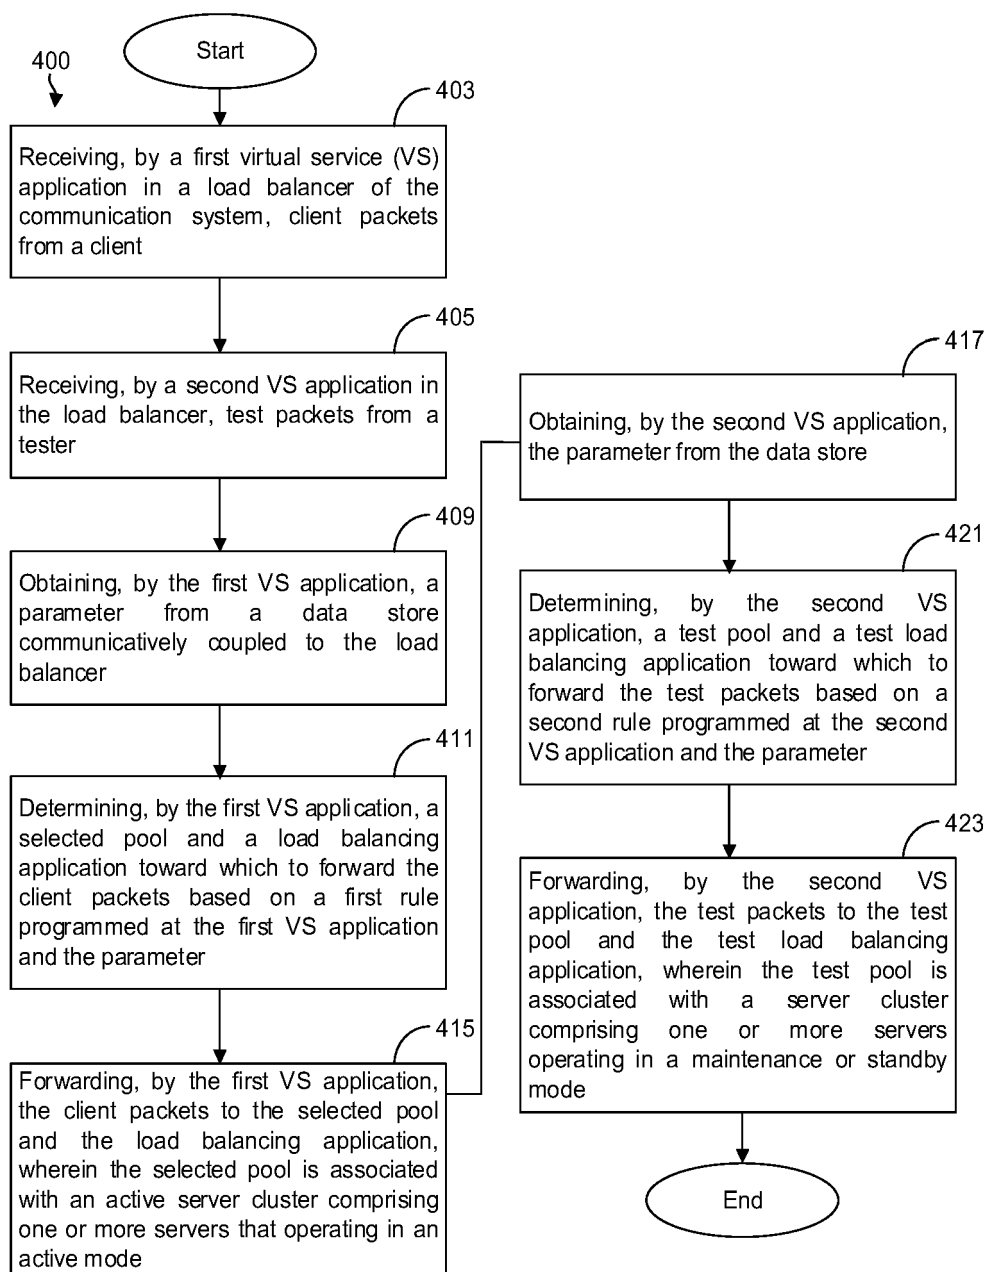 Start
400
403
Receiving, by a first virtual service (VS)
application in a load balancer of the
communication system, client packets
from a client
405
Receiving, by a second VS application in
the load balancer, test packets from a
tester
409
Obtaining, by the first VS application, a
parameter from a data store
communicatively coupled to the load
balancer
411
Determining, by the first VS application, a
selected pool and a load balancing
application toward which to forward the
client packets based on a first rule
programmed at the first VS application
and the parameter
415
Forwarding, by the first VS application,
the client packets to the selected pool
and the load balancing application,
wherein the selected pool is associated
with an active server cluster comprising
one or more servers that operating in an
active mode
417
Obtaining, by the second VS application,
the parameter from the data store
421
Determining, by the second VS
application, a test pool and a test load
balancing application toward which to
forward the test packets based on a
second rule programmed at the second
VS application and the parameter
423
Forwarding, by the second VS
application, the test packets to the test
pool and the test load balancing
application, wherein the test pool is
associated with a server cluster
comprising one or more servers
operating in a maintenance or standby
mode
End